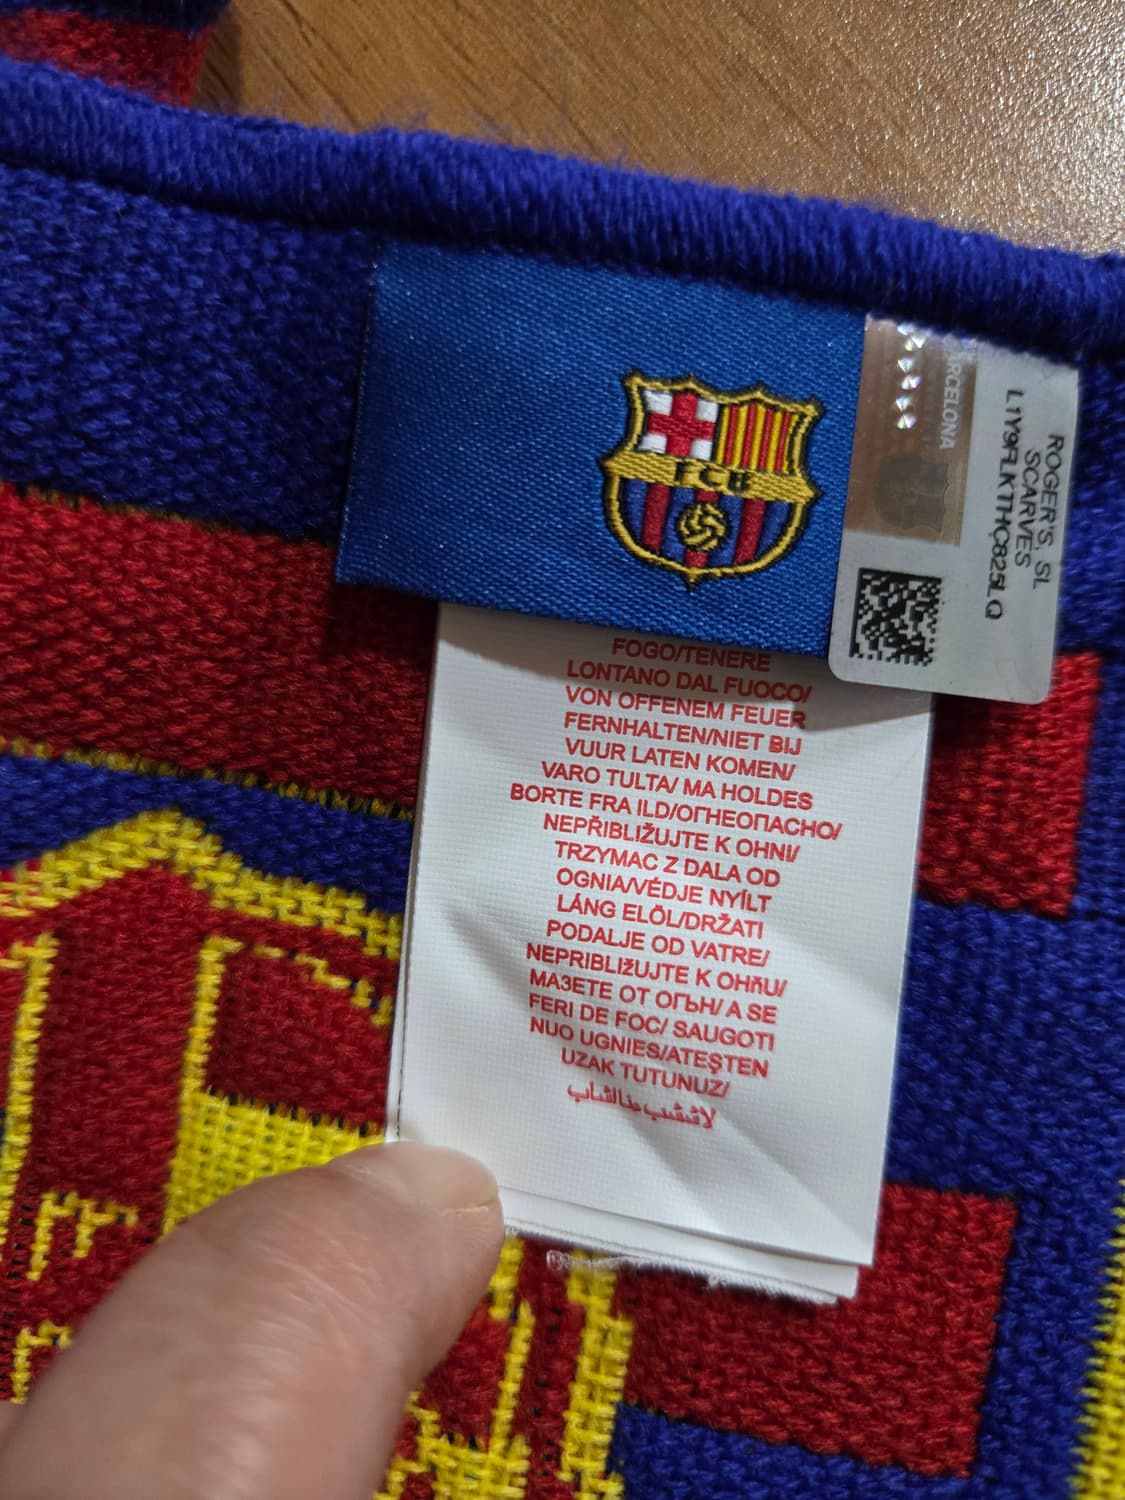 FCB
BARCELONA
ROGER'S, SL
SCARVES
L1Y9FLKTHC825LQ
FOGO/TENERE
LONTANO DAL FUOCO/
VON OFFENEM FEUER
FERNHALTEN/NIET BIJ
VUUR LATEN KOMEN/
VARO TULTA/ MA HOLDES
BORTE FRA ILD/ОГНЕОПАСНО/
NEPŘIBLIŽUJTE K OHNI/
TRZYMAC Z DALA OD
OGNIA/VÉDJE NYÍLT
LÁNG ELÖL/DRŽATI
PODALJE OD VATRE/
NEPRIBLIžUJTE K OHňU/
МАЗЕТЕ ОТ ОГЪН/ A SE
FERI DE FOC/ SAUGOTI
NUO UGNIES/ATEŞTEN
UZAK TUTUNUZ/